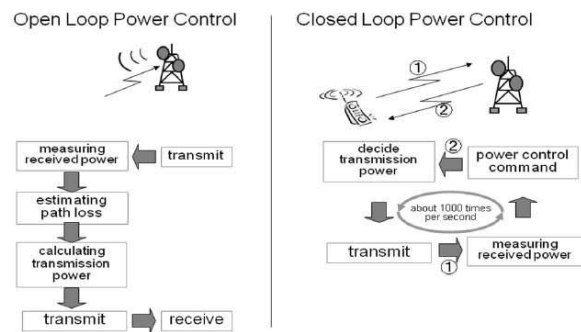 Open Loop Power Control
measuring
received power
transmit
estimating
path loss
calculating
transmission
power
transmit
receive
Closed Loop Power Control
①
②
decide
transmission
power
②
power control
command
about 1000 times
per second
transmit
①
measuring
received power